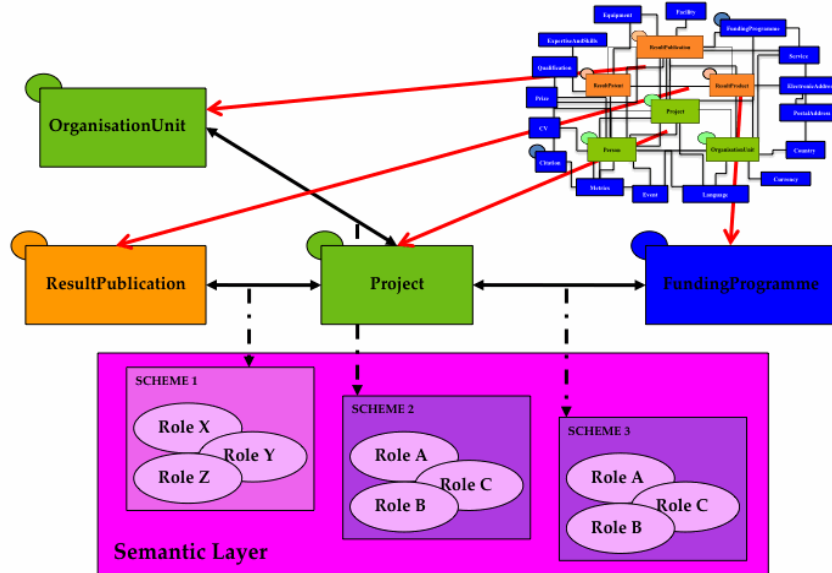 Equipment
Facility
FundingProgramme
ExpertiseAndSkills
ResultPublication
Service
Qualification
ResultPatent
ResultProduct
ElectronicAddress
Prize
Project
PortalAddress
CV
Person
OrganisationUnit
Country
Citation
Metrics
Event
Language
Currency
OrganisationUnit
ResultPublication
Project
FundingProgramme
SCHEME 1
Role X
Role Y
Role Z
SCHEME 2
Role A
Role C
Role B
SCHEME 3
Role A
Role C
Role B
Semantic Layer